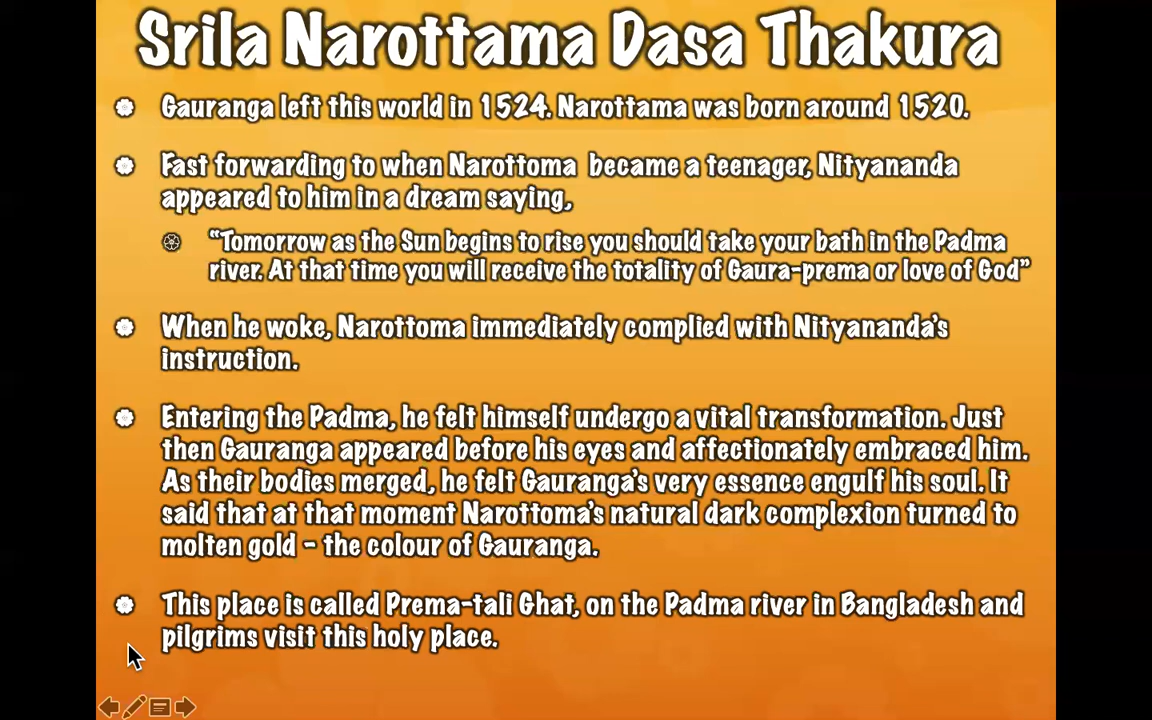 Srila Narottama Dasa Thakura
Gauranga left this world in 1524. Narottama was born around 1520.
Fast forwarding to when Narottoma became a teenager, Nityananda
appeared to him in a dream saying,
“Tomorrow as the Sun begins to rise you should take your bath in the Padma
river. At that time you will receive the totality of Gaura-prema or love of God”
When he woke, Narottoma immediately complied with Nityananda’s
instruction.
Entering the Padma, he felt himself undergo a vital transformation. Just
then Gauranga appeared before his eyes and affectionately embraced him.
As their bodies merged, he felt Gauranga’s very essence engulf his soul. It
said that at that moment Narottoma’s natural dark complexion turned to
molten gold - the colour of Gauranga.
This place is called Prema-tali Ghat, on the Padma river in Bangladesh and
pilgrims visit this holy place.